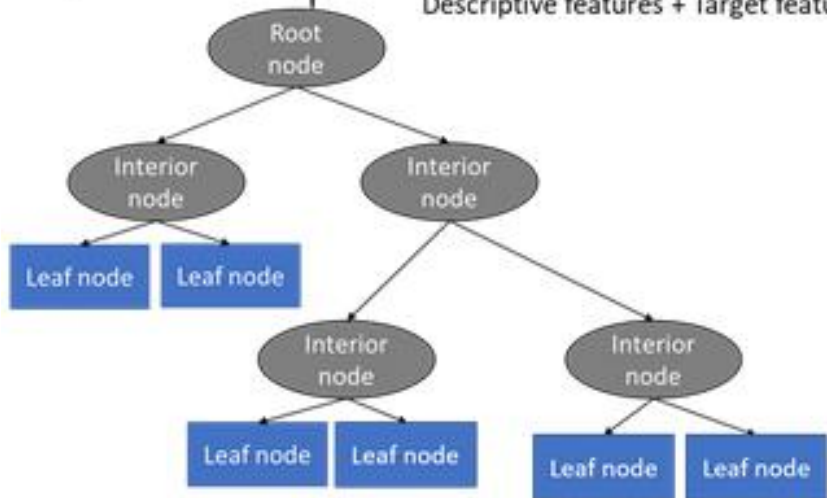 Descriptive features + Target featu
Root
node
Interior
node
Interior
node
Leaf node
Leaf node
Interior
node
Interior
node
Leaf node
Leaf node
Leaf node
Leaf node